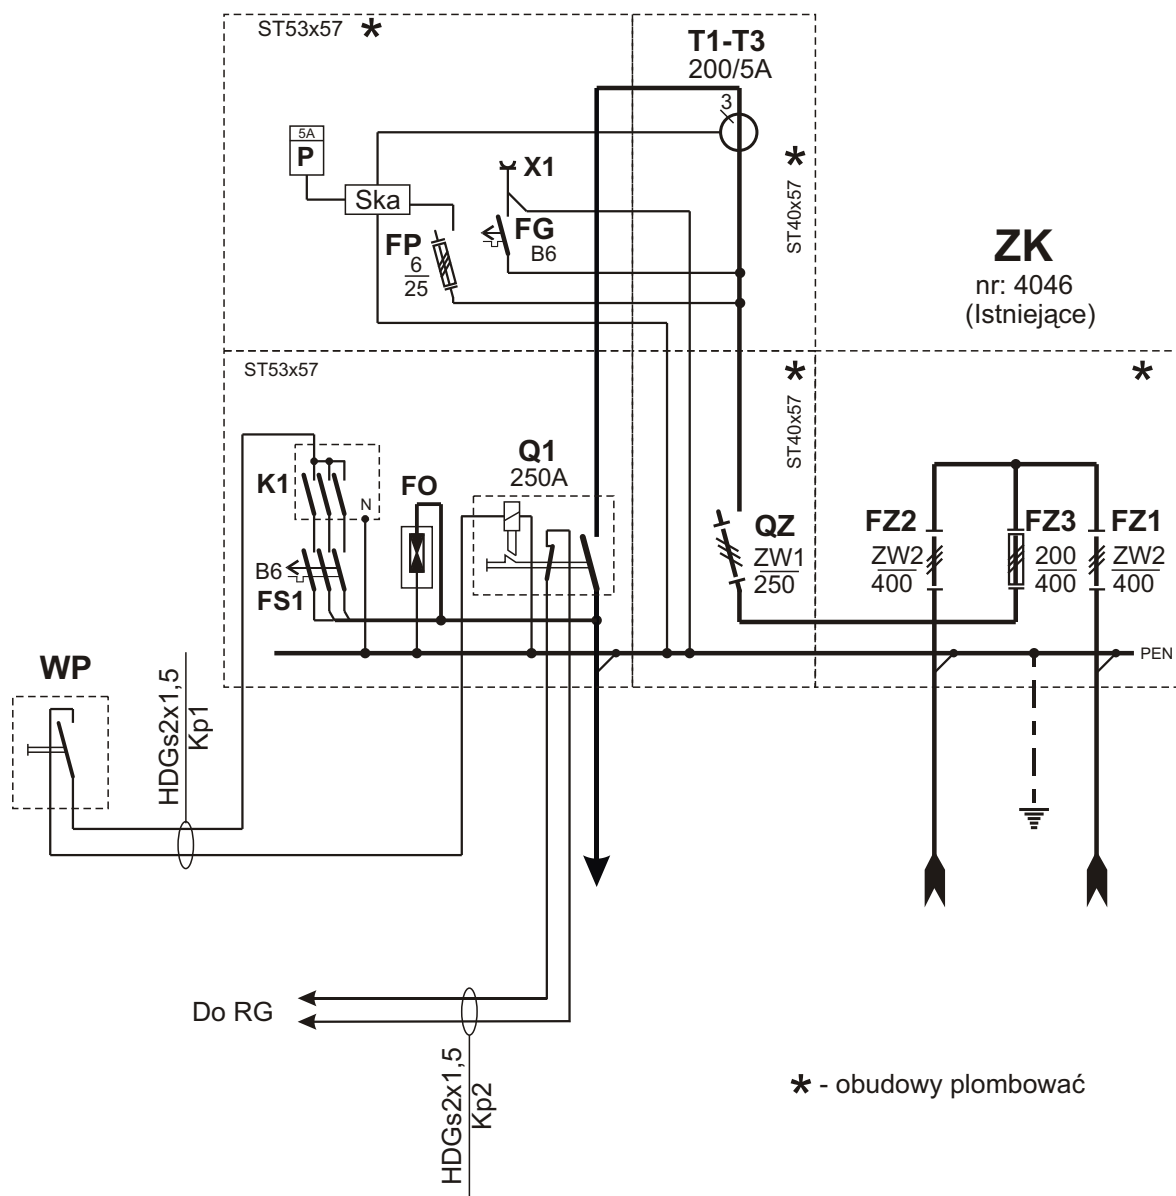 ST53x57 *
T1-T3
200/5A
3
5A
P
X1
Ska
FP
6
25
FG
B6
*
ST40x57
ZK
nr: 4046
(Istniejące)
ST53x57
*
ST40x57
*
Q1
250A
K1
N
FO
B6
FS1
QZ
ZW1
250
FZ2
ZW2
400
FZ3
200
400
FZ1
ZW2
400
PEN
WP
HDGs2x1,5
Kp1
Do RG
HDGs2x1,5
Kp2
* - obudowy plombować